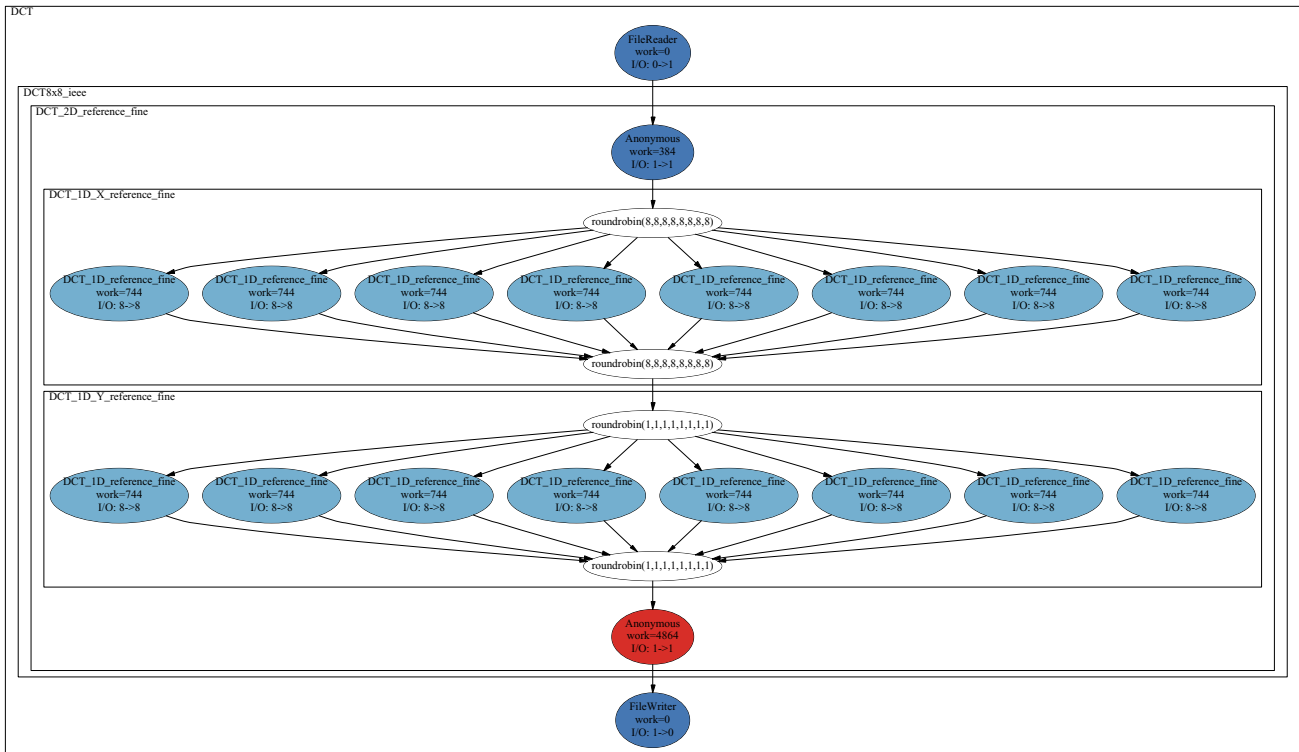 DCT
FileReader
work=0
I/O: 0->1
DCT8x8_ieee
DCT_2D_reference_fine
Anonymous
work=384
I/O: 1->1
DCT_1D_X_reference_fine
roundrobin(8,8,8,8,8,8,8,8)
DCT_1D_reference_fine
work=744
I/O: 8->8
DCT_1D_reference_fine
work=744
I/O: 8->8
DCT_1D_reference_fine
work=744
I/O: 8->8
DCT_1D_reference_fine
work=744
I/O: 8->8
DCT_1D_reference_fine
work=744
I/O: 8->8
DCT_1D_reference_fine
work=744
I/O: 8->8
DCT_1D_reference_fine
work=744
I/O: 8->8
DCT_1D_reference_fine
work=744
I/O: 8->8
roundrobin(8,8,8,8,8,8,8,8)
DCT_1D_Y_reference_fine
roundrobin(1,1,1,1,1,1,1,1)
DCT_1D_reference_fine
work=744
I/O: 8->8
DCT_1D_reference_fine
work=744
I/O: 8->8
DCT_1D_reference_fine
work=744
I/O: 8->8
DCT_1D_reference_fine
work=744
I/O: 8->8
DCT_1D_reference_fine
work=744
I/O: 8->8
DCT_1D_reference_fine
work=744
I/O: 8->8
DCT_1D_reference_fine
work=744
I/O: 8->8
DCT_1D_reference_fine
work=744
I/O: 8->8
roundrobin(1,1,1,1,1,1,1,1)
Anonymous
work=4864
I/O: 1->1
FileWriter
work=0
I/O: 1->0